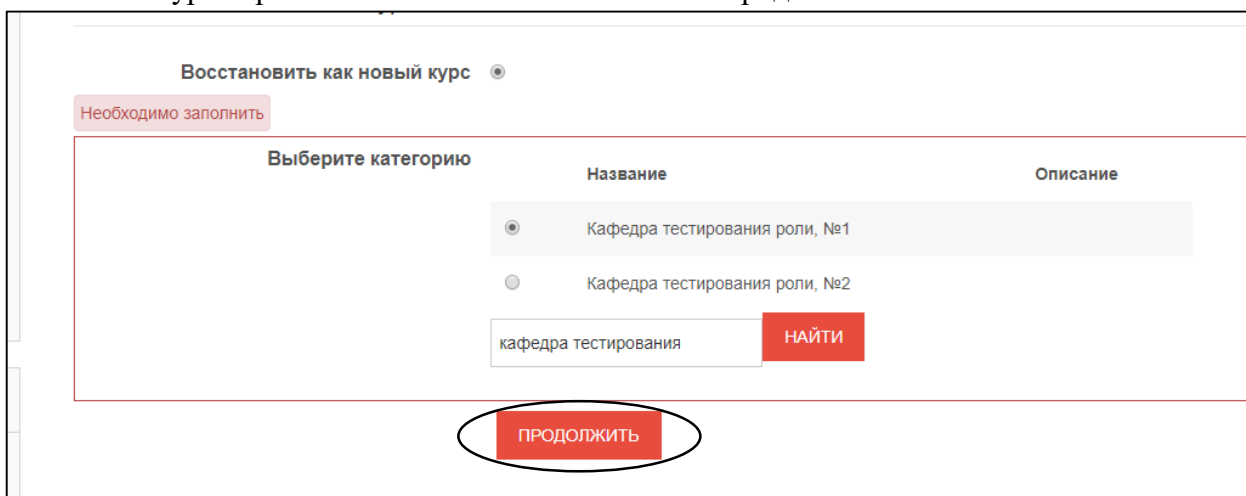 Восстановить как новый курс
Необходимо заполнить
Выберите категорию
Название Описание
Кафедра тестирования роли, №1
Кафедра тестирования роли, №2
кафедра тестирования НАЙТИ
ПРОДОЛЖИТЬ